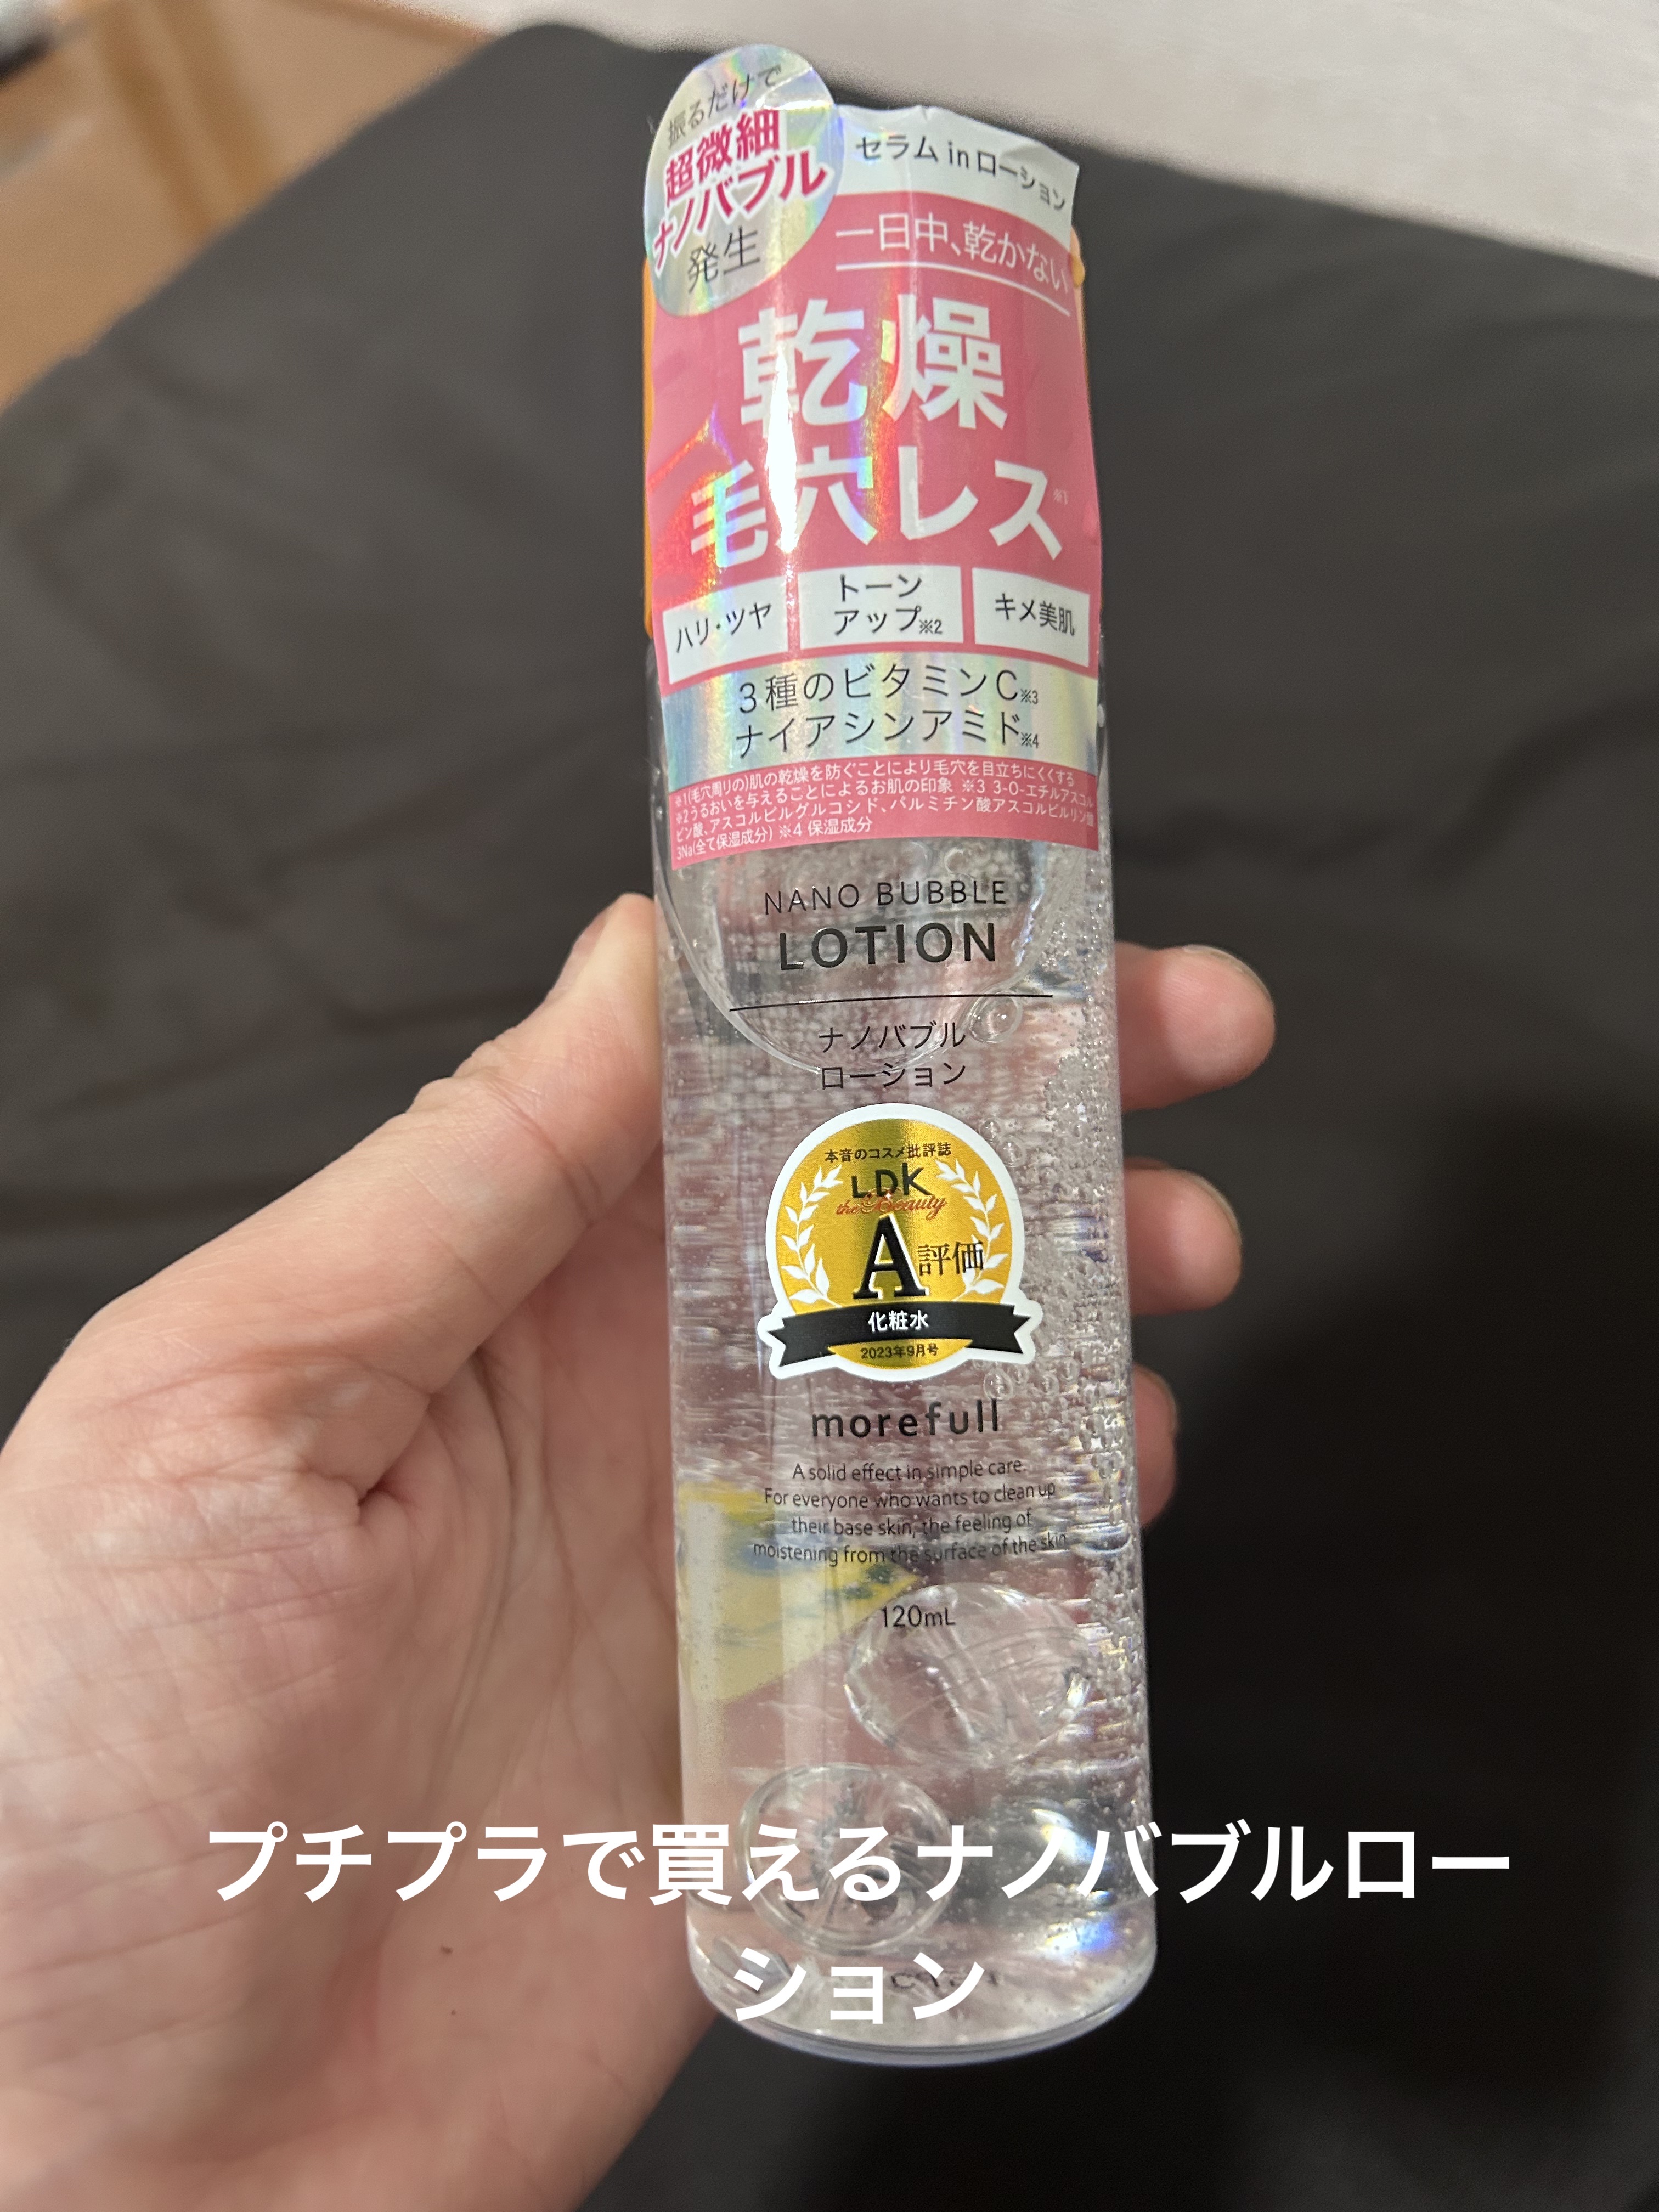 振るだけで
超微細
ナノバブル
発生
セラム in ローション
一日中、乾かない
乾燥
毛穴レス※1
ハリ・ツヤ
トーン
アップ※2
キメ美肌
3種のビタミンC※3
ナイアシンアミド※4
※1(毛穴周りの)肌の乾燥を防ぐことにより毛穴を目立ちにくくする
※2うるおいを与えることによるお肌の印象 ※3 3-O-エチルアスコル
ビン酸、アスコルビルグルコシド、パルミチン酸アスコルビルリン酸
3Na(全て保湿成分) ※4 保湿成分
NANO BUBBLE
LOTION
ナノバブル
ローション
本音のコスメ批評誌
LDK
the Beauty
A評価
化粧水
2023年9月号
morefull
A solid effect in simple care.
For everyone who wants to clean up
their base skin, the feeling of
moistening from the surface of the skin
120mL
プチプラで買えるナノバブルロー
ション